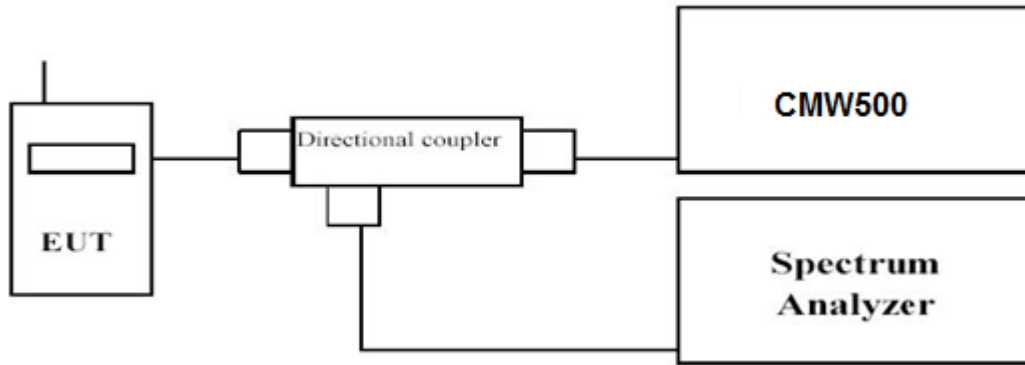 CMW500
Directional coupler
EUT
Spectrum
Analyzer